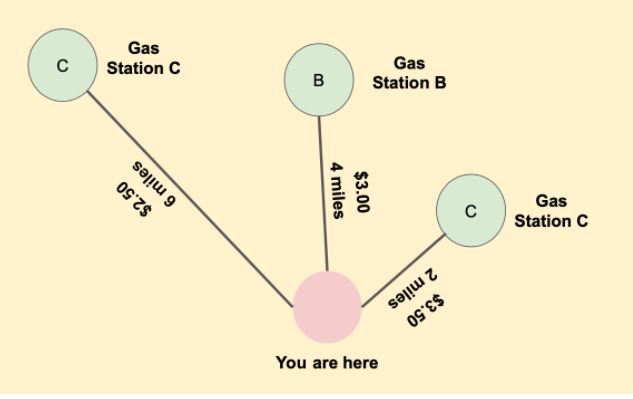 C
Gas
Station C
B
Gas
Station B
6 miles
$2.50
$3.00
4 miles
C
Gas
Station C
2 miles
$3.50
You are here